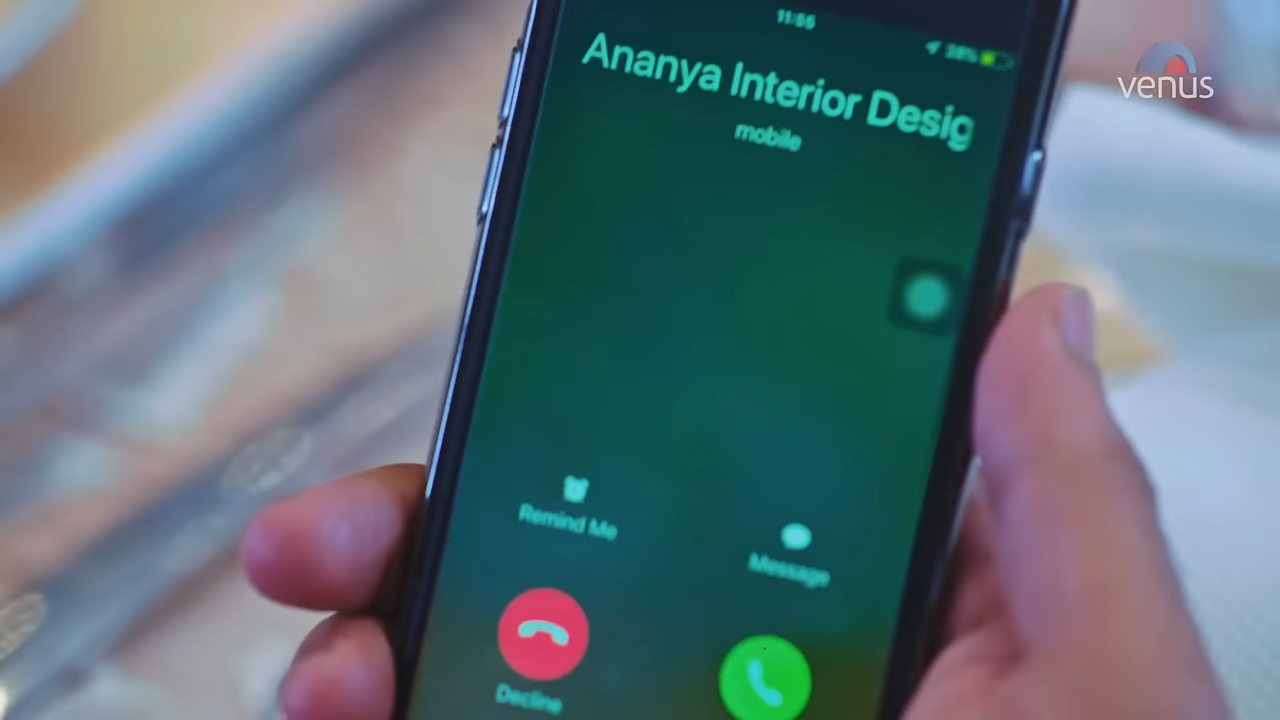 11:56
38%
Ananya Interior Desig
mobile
venus
Remind Me
Message
Decline